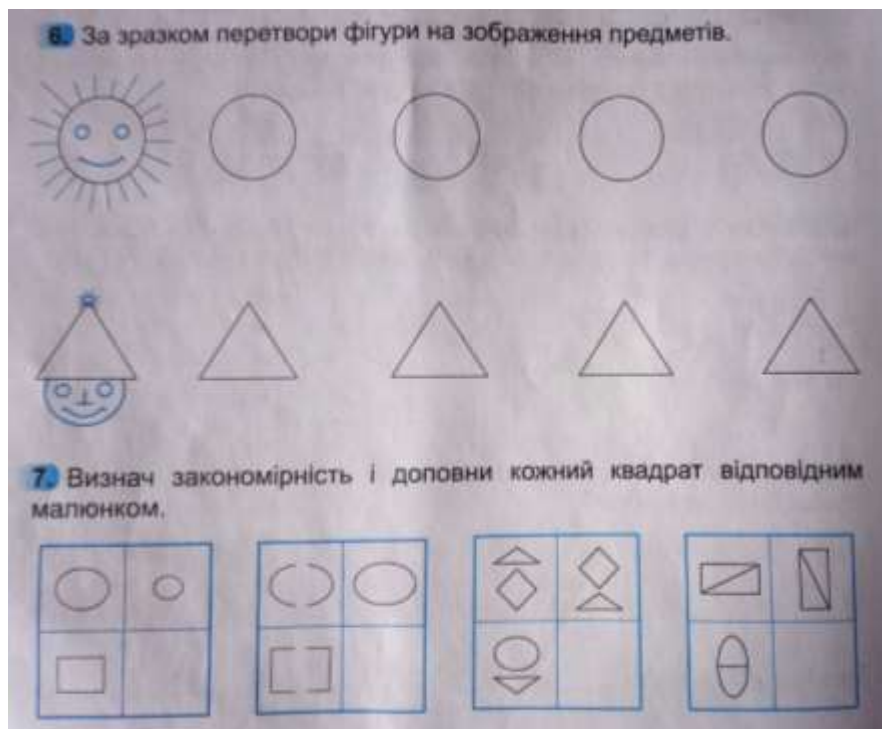 6. За зразком перетвори фігури на зображення предметів.
7. Визнач закономірність і доповни кожний квадрат відповідним
малюнком.